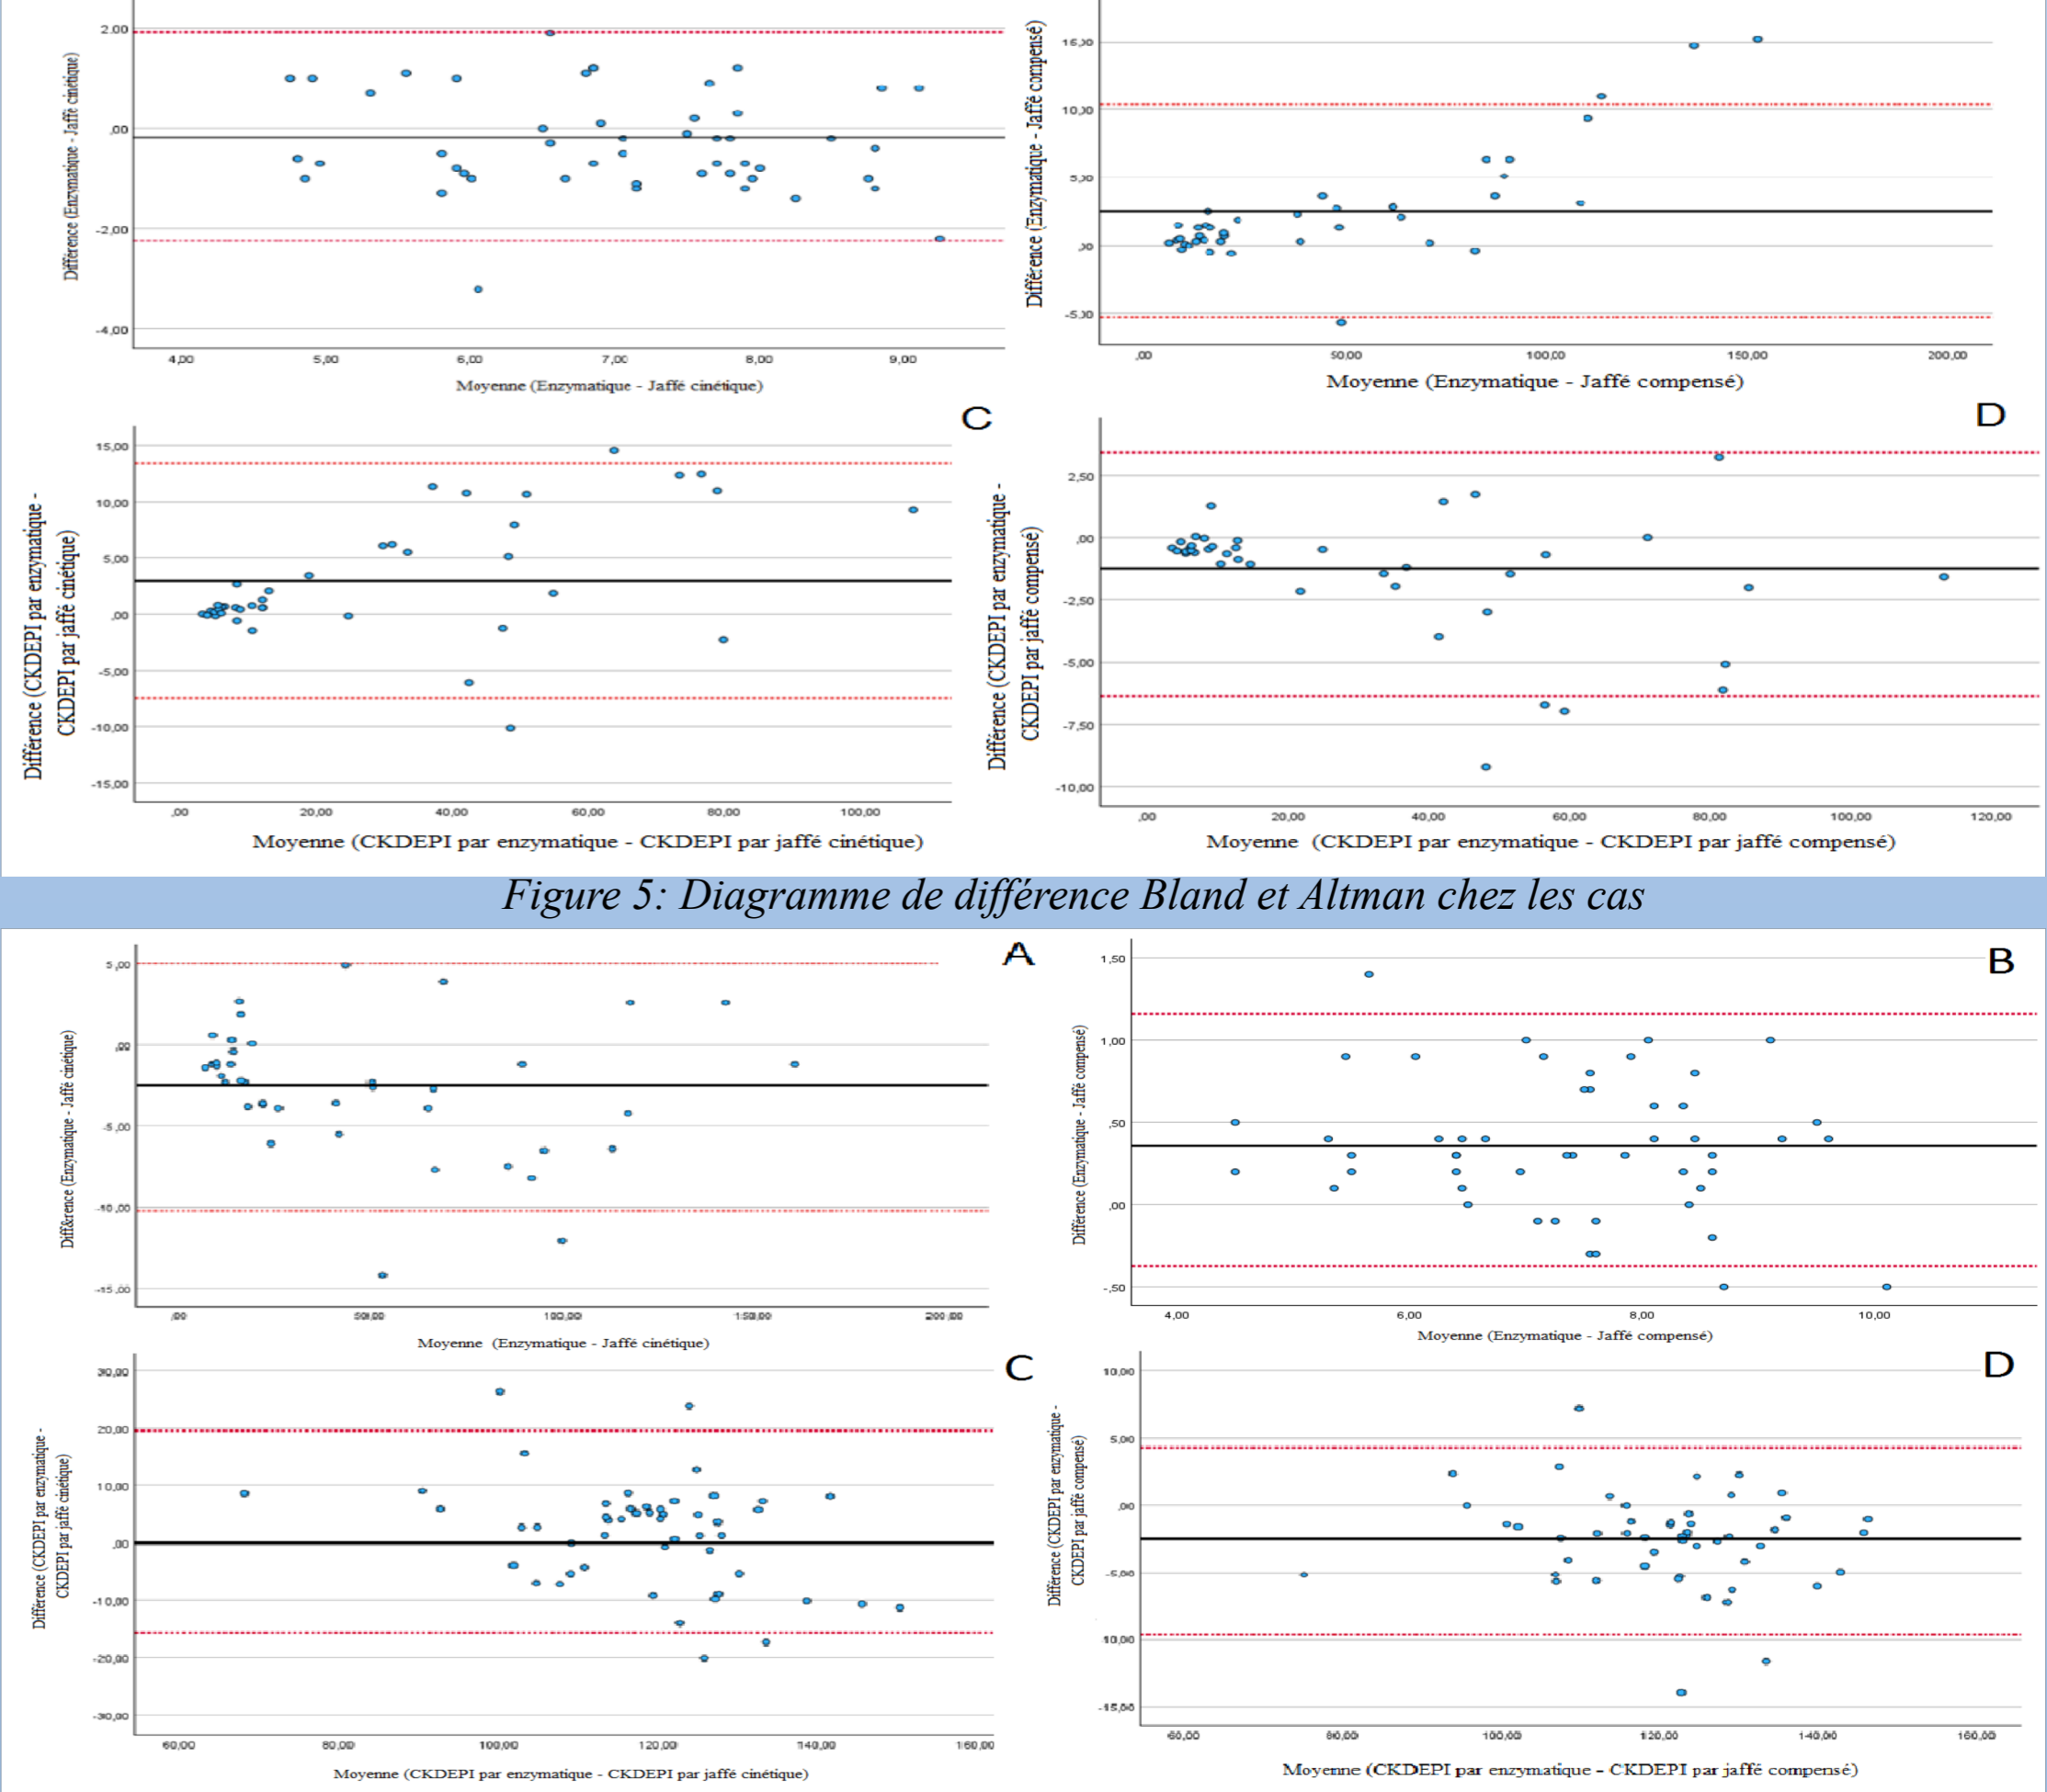 2.00
,00
-2,00
-4,00
4,00 5,00 6,00 7,00 8,00 9,00
Différence (Enzymatique - Jaffé cinétique)
Moyenne (Enzymatique - Jaffé cinétique)
10,00
5,00
,00
-5,00
,00 50,00 100,00 150,00 200,00
Différence (Enzymatique - Jaffé compensé)
Moyenne (Enzymatique - Jaffé compensé)
C
15,00
10,00
5,00
,00
-5,00
-10,00
-15,00
,00 20,00 40,00 60,00 80,00 100,00
Différence (CKDEPI par enzymatique -
CKDEPI par jaffé cinétique)
Moyenne (CKDEPI par enzymatique - CKDEPI par jaffé cinétique)
D
2,50
,00
-2,50
-5,00
-7,50
-10,00
,00 20,00 40,00 60,00 80,00 100,00 120,00
Différence (CKDEPI par enzymatique -
CKDEPI par jaffé compensé)
Moyenne (CKDEPI par enzymatique - CKDEPI par jaffé compensé)
Figure 5: Diagramme de différence Bland et Altman chez les cas
A
5,00
,00
-5,00
-10,00
-15,00
,00 50,00 100,00 150,00 200,00
Diff&rence (Enzymatique - Jaffé cinétique)
Moyenne (Enzymatique - Jaffé cinétique)
B
1,50
1,00
,50
,00
-,50
4,00 6,00 8,00 10,00
Différence (Enzymatique - Jaffé compensé)
Moyenne (Enzymatique - Jaffé compensé)
C
30,00
20,00
10,00
,00
-10,00
-20,00
-30,00
60,00 80,00 100,00 120,00 140,00 160,00
Différence (CKDEPI par enzymatique -
CKDEPI par jaffé cinétique)
Moyenne (CKDEPI par enzymatique - CKDEPI par jaffé cinétique)
D
10,00
5,00
,00
-5,00
-10,00
-15,00
60,00 80,00 100,00 120,00 140,00 160,00
Différence (CKDEPI par enzymatique -
CKDEPI par jaffé compensé)
Moyenne (CKDEPI par enzymatique - CKDEPI par jaffé compensé)